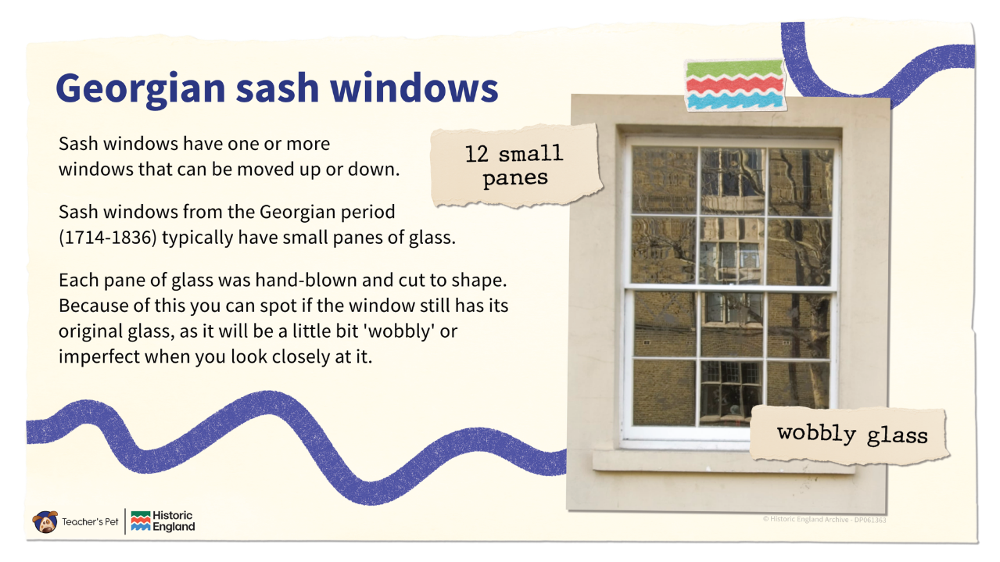 Georgian sash windows
Sash windows have one or more
windows that can be moved up or down.
Sash windows from the Georgian period
(1714-1836) typically have small panes of glass.
Each pane of glass was hand-blown and cut to shape.
Because of this you can spot if the window still has its
original glass, as it will be a little bit 'wobbly' or
imperfect when you look closely at it.
12 small
panes
wobbly glass
Teacher's Pet
Historic
England
© Historic England Archive - DP061363